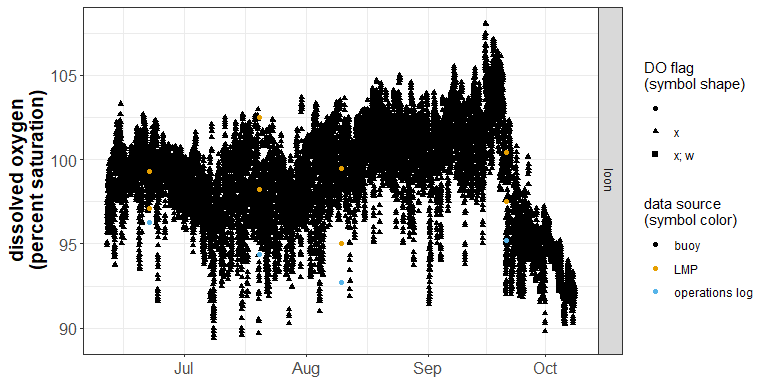 dissolved oxygen
(percent saturation)
105
100
95
90
Jul
Aug
Sep
Oct
loon
DO flag
(symbol shape)
x
x; w
data source
(symbol color)
buoy
LMP
operations log